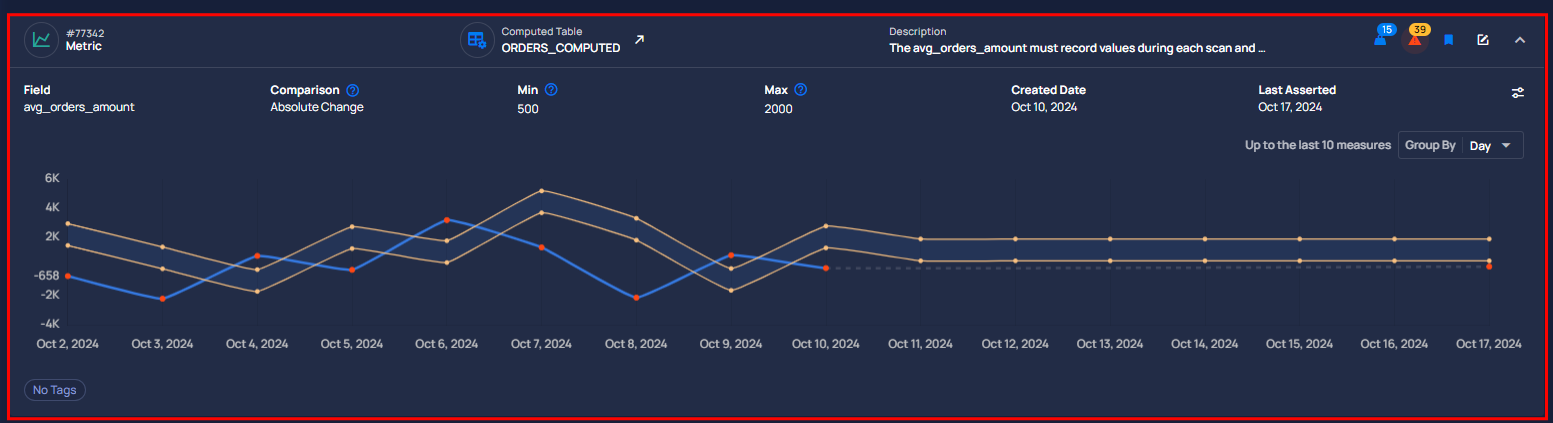 #77342
Metric
Computed Table
ORDERS_COMPUTED
Description
The avg_orders_amount must record values during each scan and ...
15
39
Field
avg_orders_amount
Comparison ?
Absolute Change
Min ?
500
Max ?
2000
Created Date
Oct 10, 2024
Last Asserted
Oct 17, 2024
Up to the last 10 measures
Group By Day
6K
4K
2K
-658
-2K
-4K
Oct 2, 2024 Oct 3, 2024 Oct 4, 2024 Oct 5, 2024 Oct 6, 2024 Oct 7, 2024 Oct 8, 2024 Oct 9, 2024 Oct 10, 2024 Oct 11, 2024 Oct 12, 2024 Oct 13, 2024 Oct 14, 2024 Oct 15, 2024 Oct 16, 2024 Oct 17, 2024
No Tags